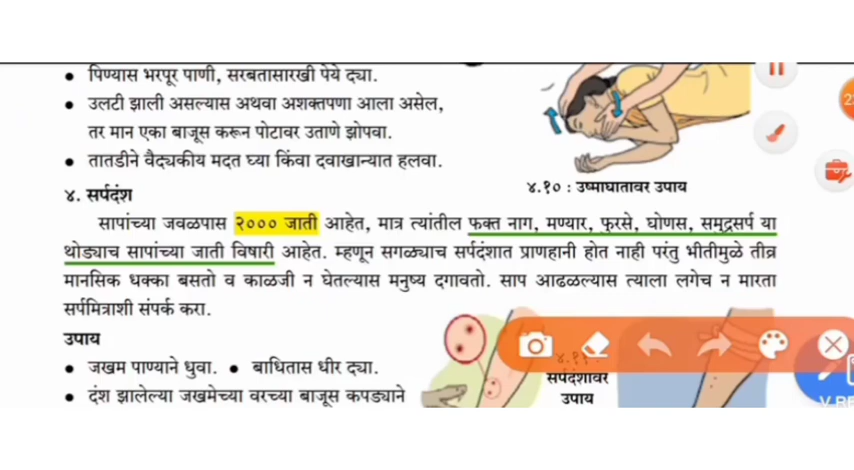 • पिण्यास भरपूर पाणी, सरबतासारखी पेये द्या.
• उलटी झाली असल्यास अथवा अशक्तपणा आला असेल,
तर मान एका बाजूस करून पोटावर उताणे झोपवा.
• तातडीने वैद्यकीय मदत घ्या किंवा दवाखान्यात हलवा.
४.१० : उष्माघातावर उपाय
४. सर्पदंश
सापांच्या जवळपास २००० जाती आहेत, मात्र त्यांतील फक्त नाग, मण्यार, फुरसे, घोणस, समुद्रसर्प या
थोड्याच सापांच्या जाती विषारी आहेत. म्हणून सगळ्याच सर्पदंशात प्राणहानी होत नाही परंतु भीतीमुळे तीव्र
मानसिक धक्का बसतो व काळजी न घेतल्यास मनुष्य दगावतो. साप आढळल्यास त्याला लगेच न मारता
सर्पमित्राशी संपर्क करा.
उपाय
• जखम पाण्याने धुवा. • बाधितास धीर द्या.
• दंश झालेल्या जखमेच्या वरच्या बाजूस कपड्याने
सर्पदंशावर
उपाय